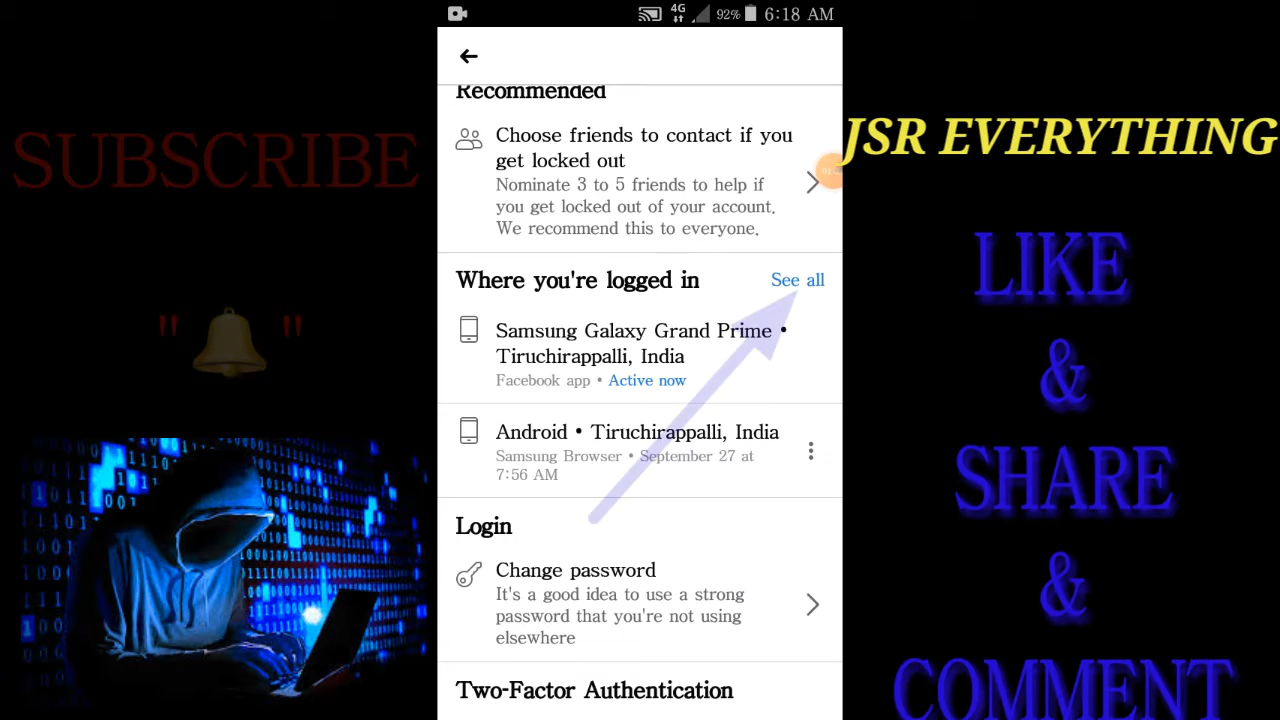 4G
92%
6:18 AM
Recommended
Choose friends to contact if you
get locked out
Nominate 3 to 5 friends to help if
you get locked out of your account.
We recommend this to everyone.
Where you're logged in
See all
Samsung Galaxy Grand Prime •
Tiruchirappalli, India
Facebook app • Active now
Android • Tiruchirappalli, India
Samsung Browser • September 27 at
7:56 AM
Login
Change password
It's a good idea to use a strong
password that you're not using
elsewhere
Two-Factor Authentication
SUBSCRIBE
" "
JSR EVERYTHING
LIKE
&
SHARE
&
COMMENT